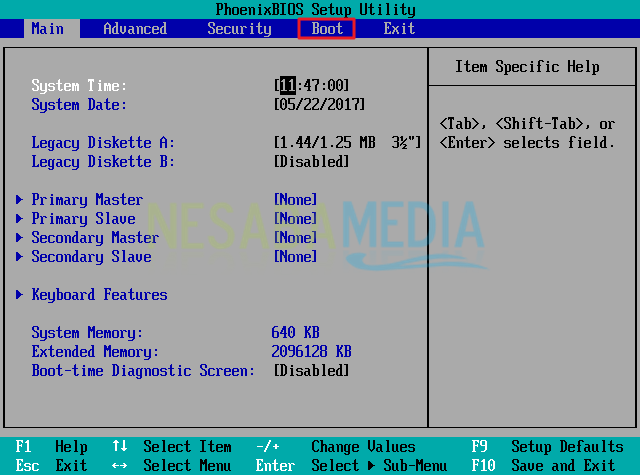 PhoenixBIOS Setup Utility
Main Advanced Security Boot Exit
Item Specific Help
System Time: [11:47:00]
System Date: [05/22/2017]
<Tab>, <Shift-Tab>, or
<Enter> selects field.
Legacy Diskette A: [1.44/1.25 MB 3½"]
Legacy Diskette B: [Disabled]
Primary Master [None]
Primary Slave [None]
Secondary Master [None]
Secondary Slave [None]
NESABAMEDIA
Keyboard Features
System Memory: 640 KB
Extended Memory: 2096128 KB
Boot-time Diagnostic Screen: [Disabled]
F1 Help ↑↓ Select Item -/+ Change Values F9 Setup Defaults
Esc Exit ↔ Select Menu Enter Select ▶ Sub-Menu F10 Save and Exit